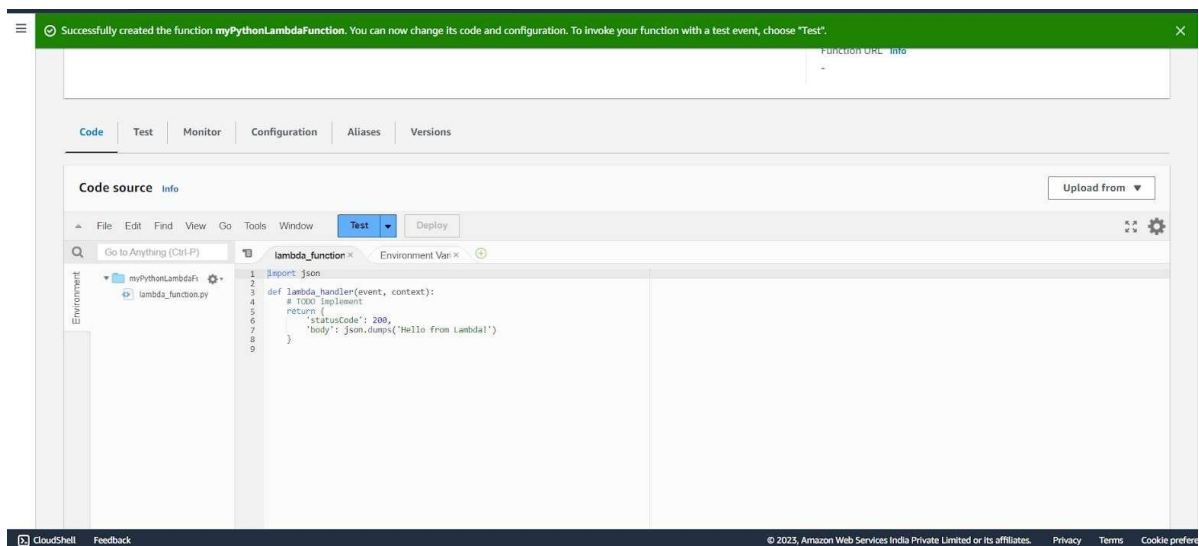 Successfully created the function myPythonLambdaFunction. You can now change its code and configuration. To invoke your function with a test event, choose "Test".
Function URL Info
-
Code Test Monitor Configuration Aliases Versions
Code source Info
Upload from
File Edit Find View Go Tools Window Test Deploy
Go to Anything (Ctrl-P)
lambda_function × Environment Vari ×
Environment
myPythonLambdaFu
lambda_function.py
1 import json
2
3 def lambda_handler(event, context):
4 # TODO implement
5 return {
6 'statusCode': 200,
7 'body': json.dumps('Hello from Lambda!')
8 }
9
CloudShell Feedback
© 2023, Amazon Web Services India Private Limited or its affiliates. Privacy Terms Cookie prefere